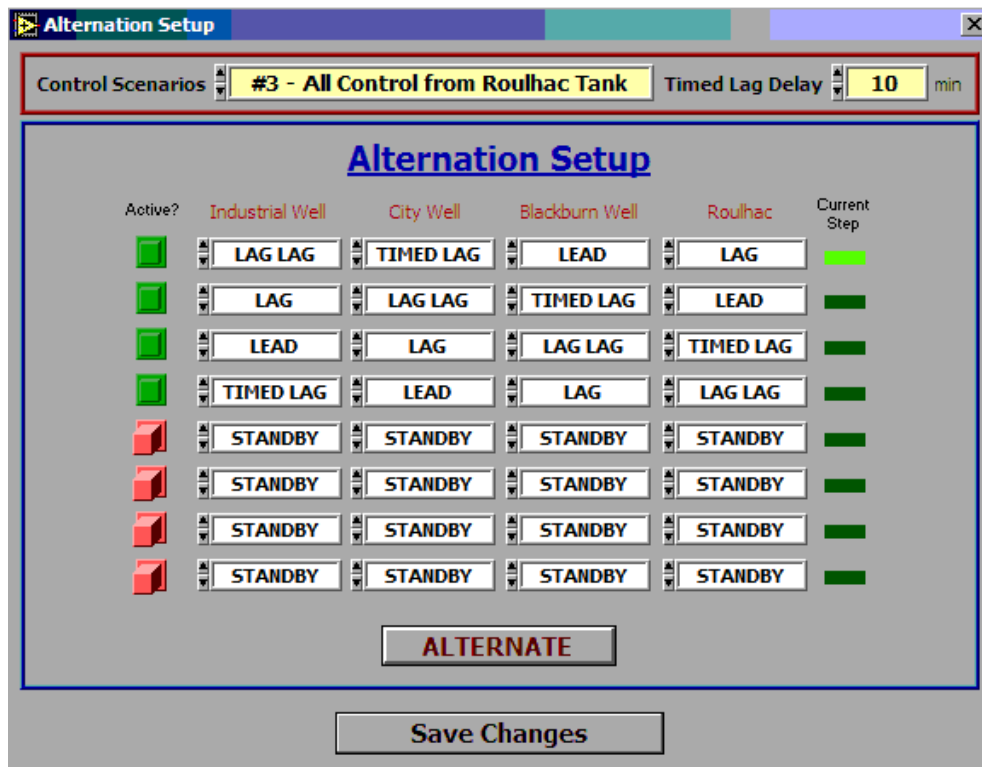 Alternation Setup
Control Scenarios #3 - All Control from Roulhac Tank Timed Lag Delay 10 min
Alternation Setup
Active? Industrial Well City Well Blackburn Well Roulhac Current Step
LAG LAG TIMED LAG LEAD LAG
LAG LAG LAG TIMED LAG LEAD
LEAD LAG LAG LAG TIMED LAG
TIMED LAG LEAD LAG LAG LAG
STANDBY STANDBY STANDBY STANDBY
STANDBY STANDBY STANDBY STANDBY
STANDBY STANDBY STANDBY STANDBY
STANDBY STANDBY STANDBY STANDBY
ALTERNATE
Save Changes